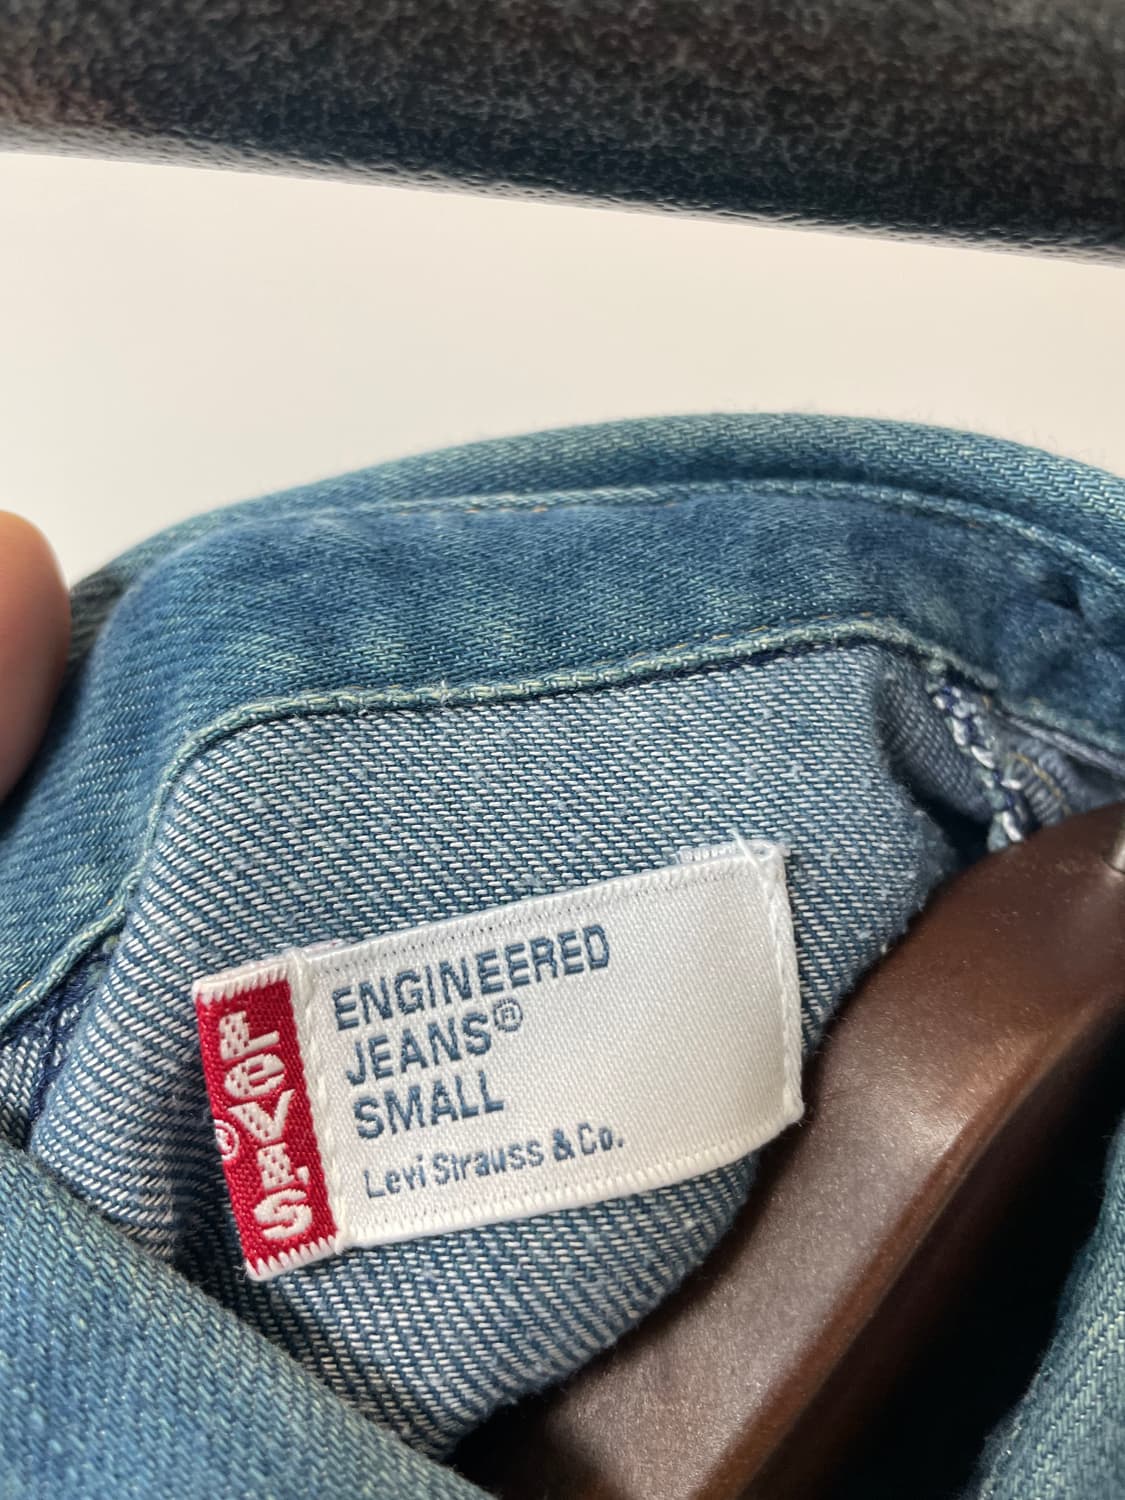 LEVI'S®
ENGINEERED
JEANS®
SMALL
Levi Strauss & Co.